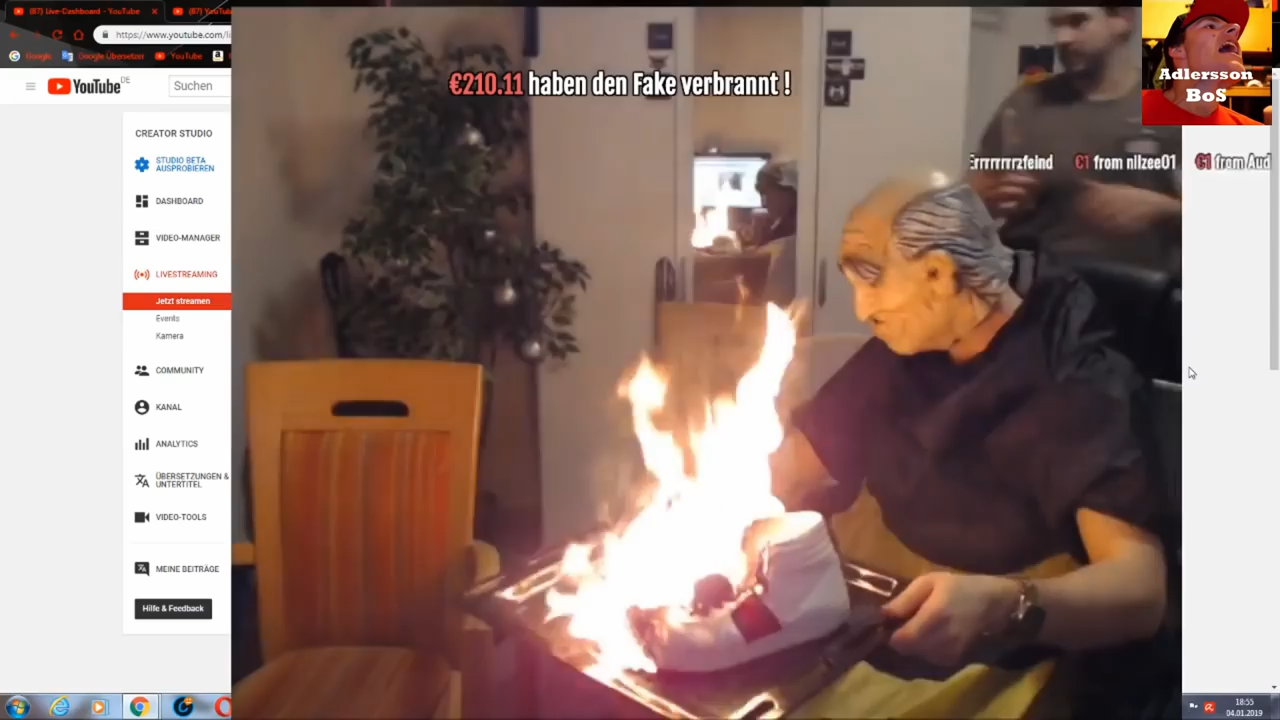 (87) Live-Dashboard - YouTube
(87) YouTub
https://www.youtube.com/li
Google
Google Übersetzer
YouTube
YouTube DE
Suchen
CREATOR STUDIO
STUDIO BETA
AUSPROBIEREN
DASHBOARD
VIDEO-MANAGER
LIVESTREAMING
Jetzt streamen
Events
Kamera
COMMUNITY
KANAL
ANALYTICS
ÜBERSETZUNGEN &
UNTERTITEL
VIDEO-TOOLS
MEINE BEITRÄGE
Hilfe & Feedback
€210.11 haben den Fake verbrannt !
Adlersson
BoS
Errrrrrrrzfeind €1 from nilzee01 €1 from Aud
18:55
04.01.2019